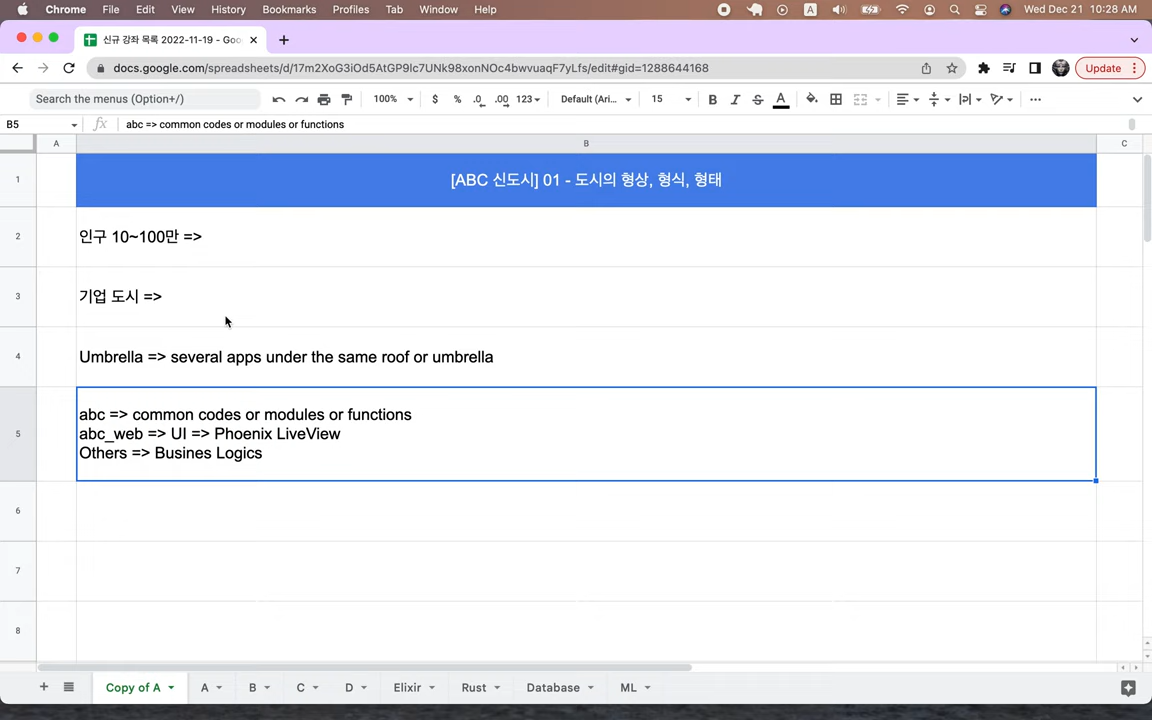 Chrome File Edit View History Bookmarks Profiles Tab Window Help A Wed Dec 21 10:28 AM
신규 강좌 목록 2022-11-19 - Goo
docs.google.com/spreadsheets/d/17m2XoG3iOd5AtGP9lc7UNk98xonNOc4bwvuaqF7yLfs/edit#gid=1288644168 Update
Search the menus (Option+/) 100% $ % .0 .00 123 Default (Ari... 15 B I S A
B5 fx abc => common codes or modules or functions
A B C
1 [ABC 신도시] 01 - 도시의 형상, 형식, 형태
2 인구 10~100만 =>
3 기업 도시 =>
4 Umbrella => several apps under the same roof or umbrella
abc => common codes or modules or functions
5 abc_web => UI => Phoenix LiveView
Others => Busines Logics
6
7
8
Copy of A A B C D Elixir Rust Database ML